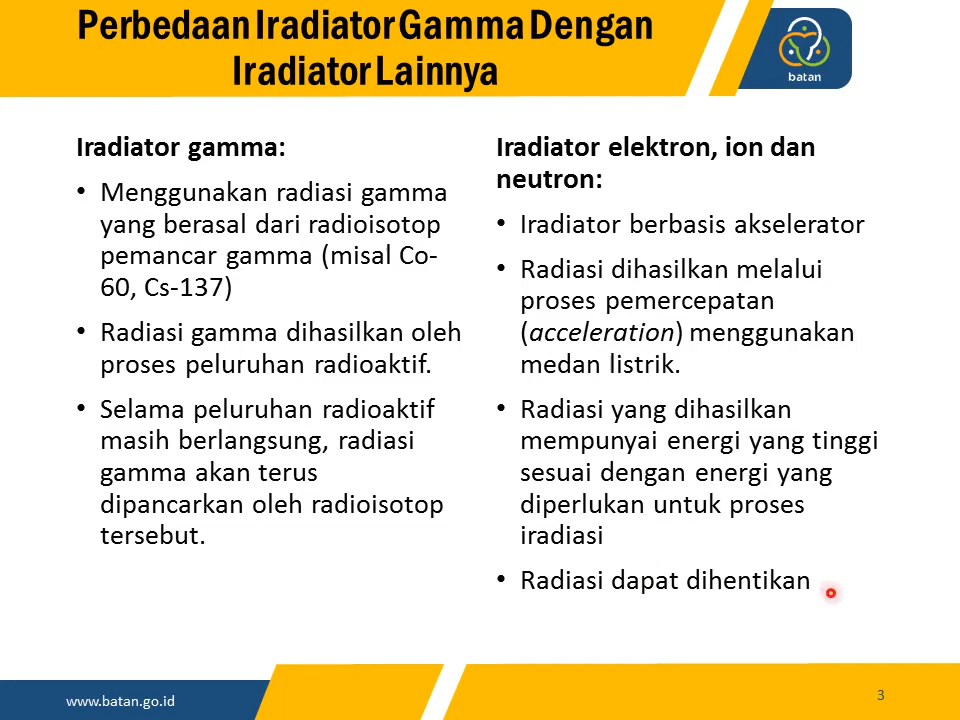 Perbedaan Iradiator Gamma Dengan
Iradiator Lainnya
batan
Iradiator gamma:
• Menggunakan radiasi gamma
yang berasal dari radioisotop
pemancar gamma (misal Co-
60, Cs-137)
• Radiasi gamma dihasilkan oleh
proses peluruhan radioaktif.
• Selama peluruhan radioaktif
masih berlangsung, radiasi
gamma akan terus
dipancarkan oleh radioisotop
tersebut.
Iradiator elektron, ion dan
neutron:
• Iradiator berbasis akselerator
• Radiasi dihasilkan melalui
proses pemercepatan
(acceleration) menggunakan
medan listrik.
• Radiasi yang dihasilkan
mempunyai energi yang tinggi
sesuai dengan energi yang
diperlukan untuk proses
iradiasi
• Radiasi dapat dihentikan
www.batan.go.id
3